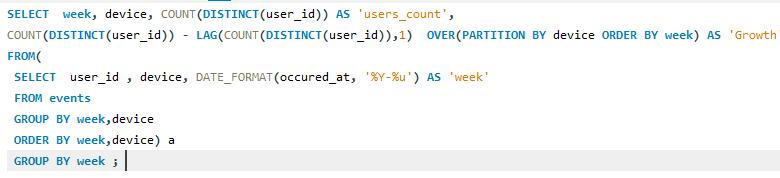 SELECT week, device, COUNT(DISTINCT(user_id)) AS 'users_count',
COUNT(DISTINCT(user_id)) - LAG(COUNT(DISTINCT(user_id)),1) OVER(PARTITION BY device ORDER BY week) AS 'Growth
FROM(
SELECT user_id , device, DATE_FORMAT(occured_at, '%Y-%u') AS 'week'
FROM events
GROUP BY week,device
ORDER BY week,device) a
GROUP BY week ;